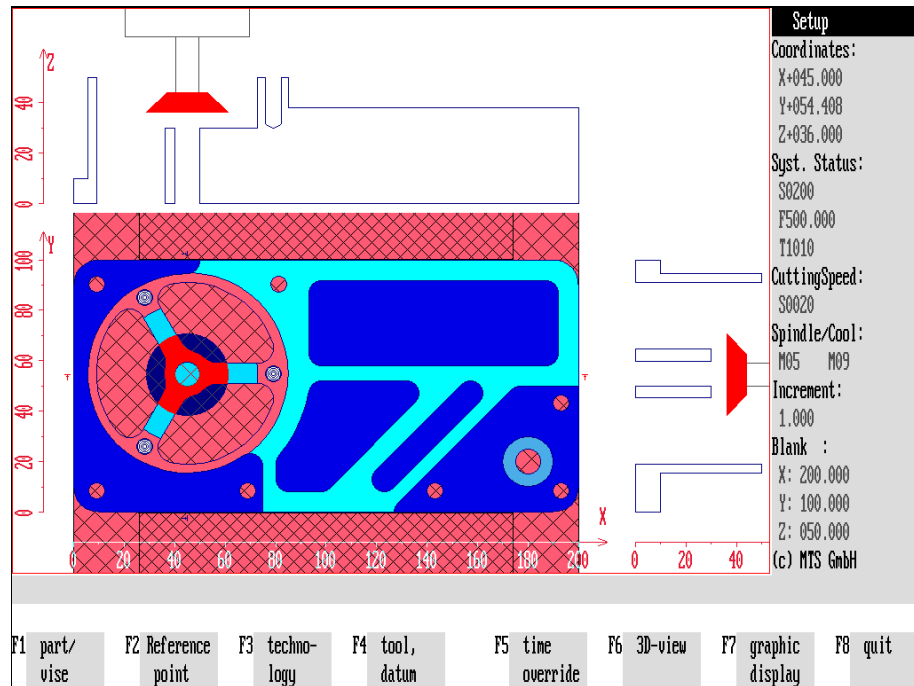 Setup
Coordinates:
X+045.000
Y+054.408
Z+036.000
Syst. Status:
S0200
F500.000
T1010
CuttingSpeed:
S0020
Spindle/Cool:
M05 M09
Increment:
1.000
Blank :
X: 200.000
Y: 100.000
Z: 050.000
(c) MTS GmbH
Z
40
20
0
Y
100
80
60
40
20
0
X
0 20 40 60 80 100 120 140 160 180 200
0 20 40
F1 part/ vise
F2 Reference point
F3 techno- logy
F4 tool, datum
F5 time override
F6 3D-view
F7 graphic display
F8 quit